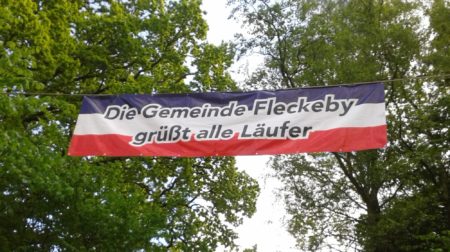 Die Gemeinde Fleckeby
grüßt alle Läufer